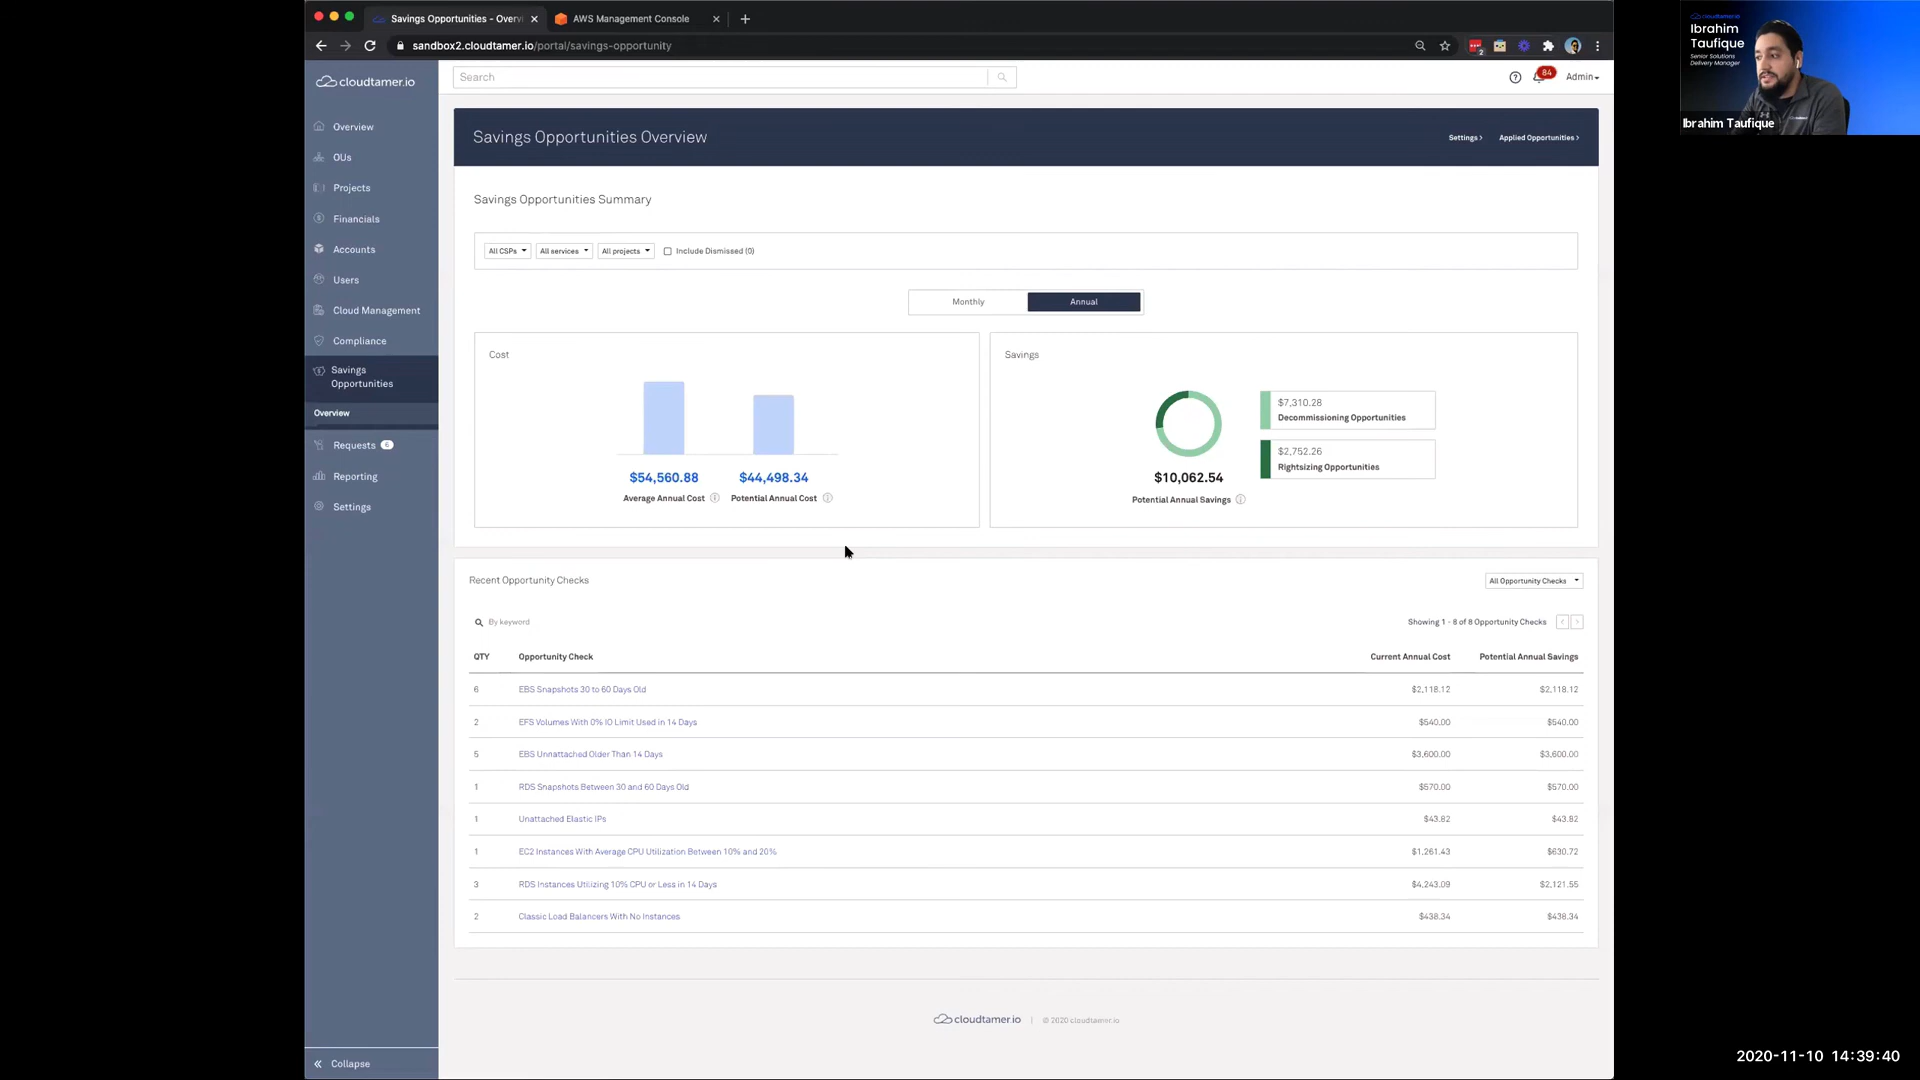 Savings Opportunities - Overv
AWS Management Console
sandbox2.cloudtamer.io/portal/savings-opportunity
2
cloudtamer.io
Search
84
Admin
Overview
OUs
Projects
Financials
Accounts
Users
Cloud Management
Compliance
Savings
Opportunities
Overview
Requests 6
Reporting
Settings
Collapse
Savings Opportunities Overview
Settings >
Applied Opportunities >
Savings Opportunities Summary
All CSPs
All services
All projects
Include Dismissed (0)
Monthly
Annual
Cost
$54,560.88
Average Annual Cost
$44,498.34
Potential Annual Cost
Savings
$10,062.54
Potential Annual Savings
$7,310.28
Decommissioning Opportunities
$2,752.26
Rightsizing Opportunities
Recent Opportunity Checks
All Opportunity Checks
By keyword
Showing 1 - 8 of 8 Opportunity Checks
QTY Opportunity Check Current Annual Cost Potential Annual Savings
6 EBS Snapshots 30 to 60 Days Old $2,118.12 $2,118.12
2 EFS Volumes With 0% IO Limit Used in 14 Days $540.00 $540.00
5 EBS Unnattached Older Than 14 Days $3,600.00 $3,600.00
1 RDS Snapshots Between 30 and 60 Days Old $570.00 $570.00
1 Unattached Elastic IPs $43.82 $43.82
1 EC2 Instances With Average CPU Utilization Between 10% and 20% $1,261.43 $630.72
3 RDS Instances Utilizing 10% CPU or Less in 14 Days $4,243.09 $2,121.55
2 Classic Load Balancers With No Instances $438.34 $438.34
cloudtamer.io | © 2020 cloudtamer.io
cloudtamer.io
Ibrahim
Taufique
Senior Solutions
Delivery Manager
Ibrahim Taufique
2020-11-10 14:39:40